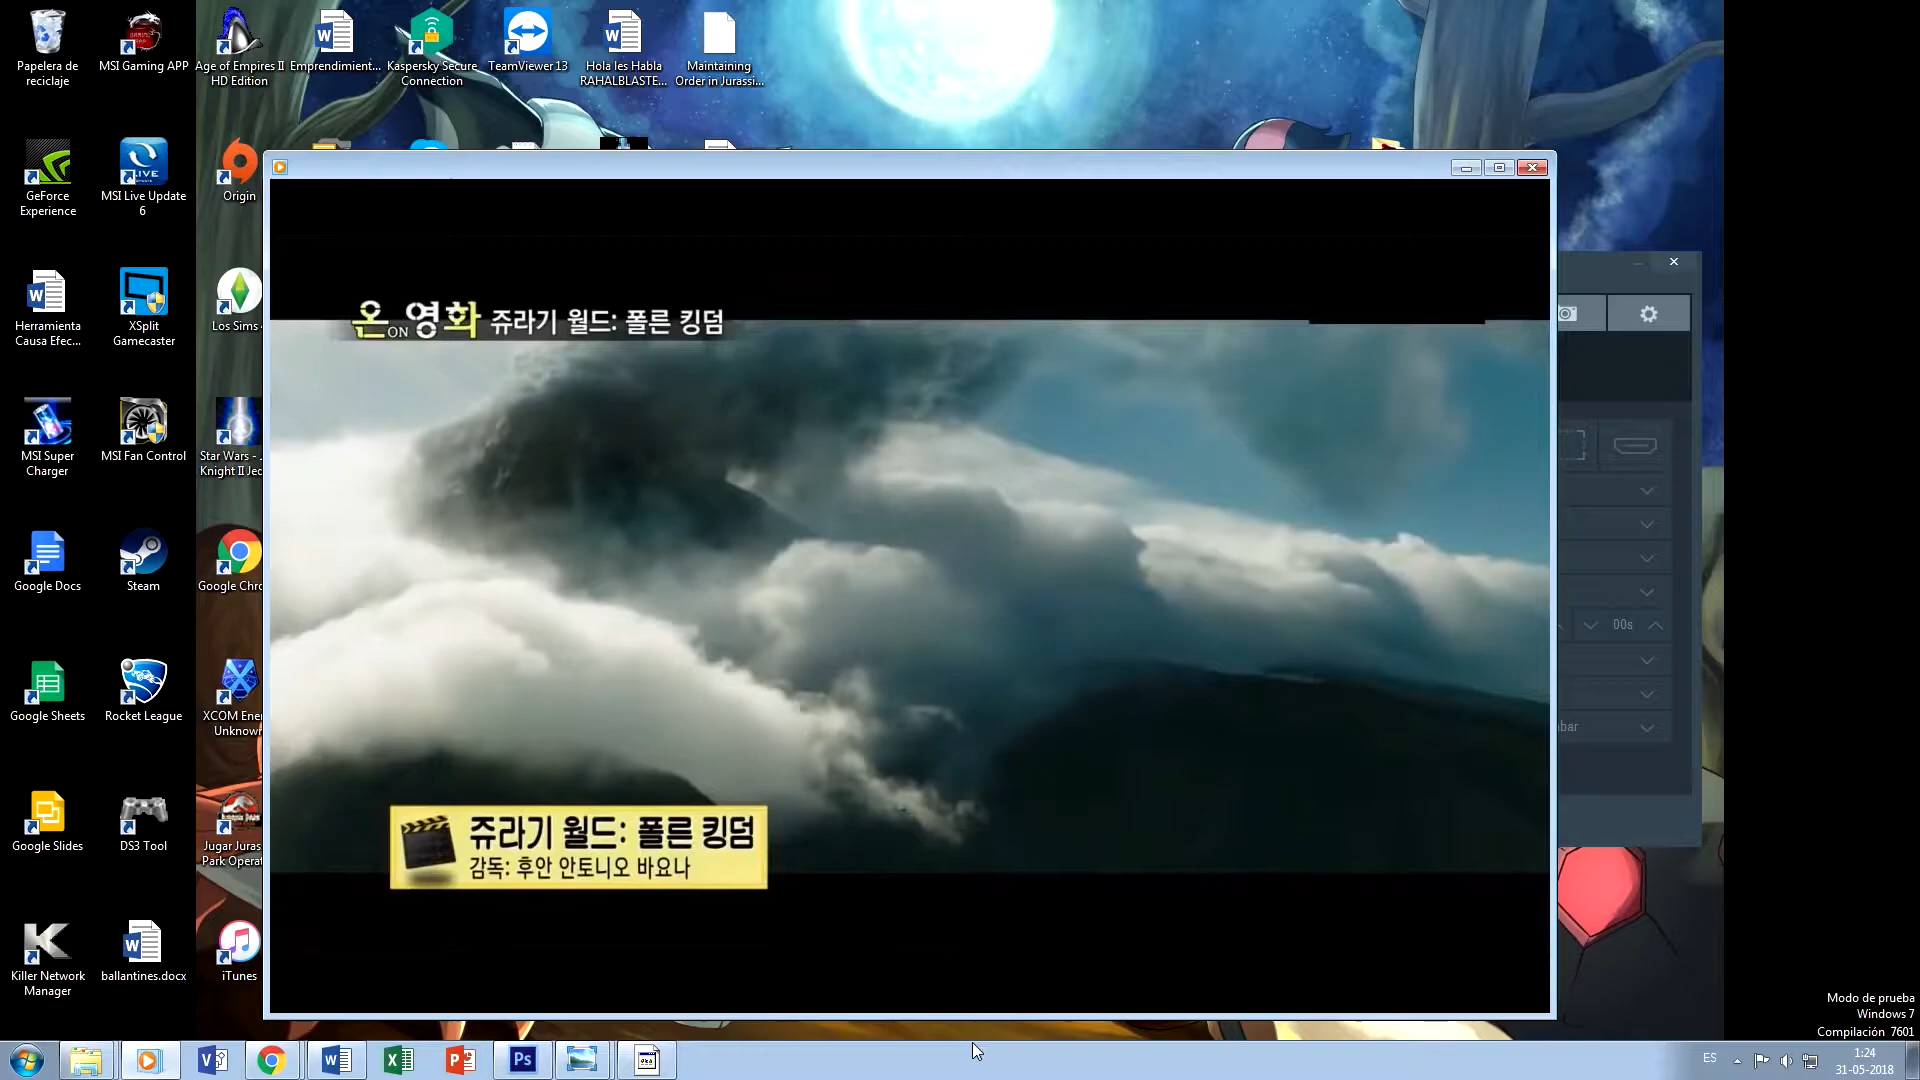 Papelera de
reciclaje
MSI Gaming APP
Age of Empires II
HD Edition
Emprendimient...
Kaspersky Secure
Connection
TeamViewer 13
Hola les Habla
RAHALBLASTE...
Maintaining
Order in Jurassi...
GeForce
Experience
MSI Live Update
6
Origin
Herramienta
Causa Efec...
XSplit
Gamecaster
Los Sims
온 ON 영화 쥬라기 월드: 폴른 킹덤
MSI Super
Charger
MSI Fan Control
Star Wars -
Knight II Jec
Google Docs
Steam
Google Chr
00s
Google Sheets
Rocket League
XCOM Ene
Unknow
bar
쥬라기 월드: 폴른 킹덤
감독: 후안 안토니오 바요나
Google Slides
DS3 Tool
Jugar Juras
Park Operat
Killer Network
Manager
ballantines.docx
iTunes
Modo de prueba
Windows 7
Compilación 7601
Ps
ES
1:24
31-05-2018